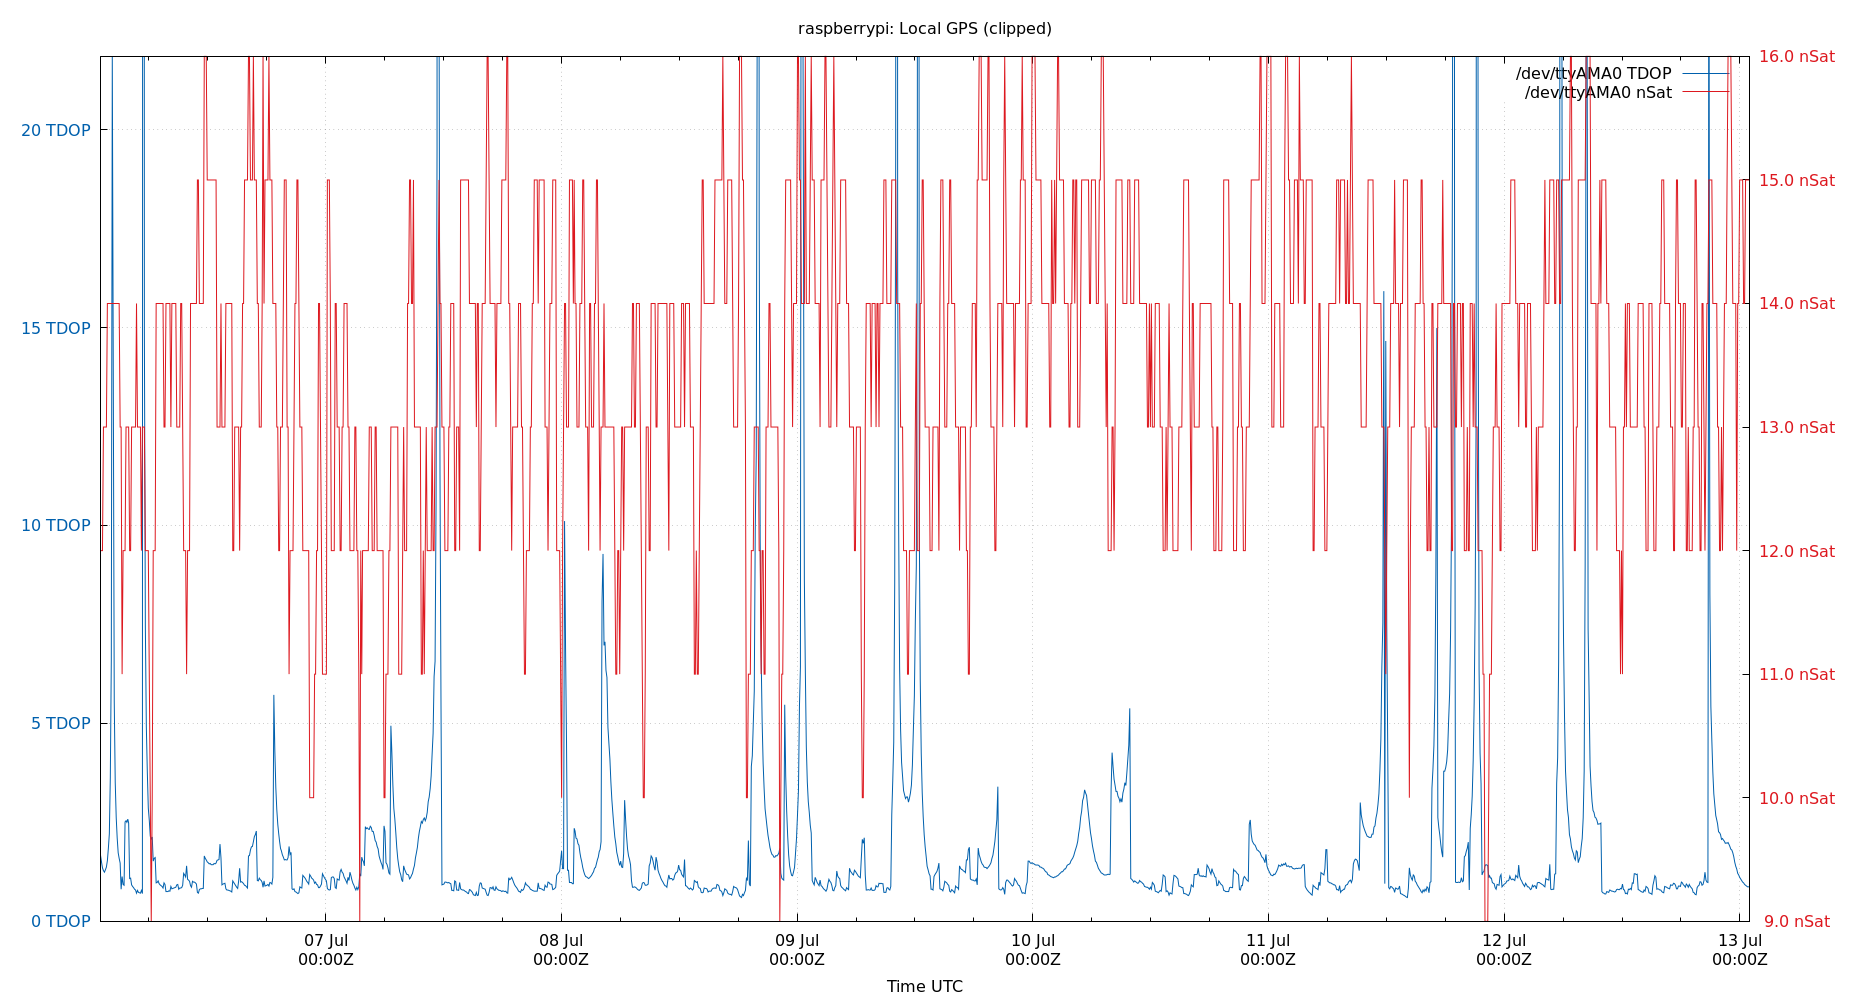 raspberrypi: Local GPS (clipped)
16.0 nSat
/dev/ttyAMA0 TDOP
/dev/ttyAMA0 nSat
20 TDOP
15.0 nSat
14.0 nSat
15 TDOP
13.0 nSat
10 TDOP
12.0 nSat
11.0 nSat
5 TDOP
10.0 nSat
0 TDOP
9.0 nSat
07 Jul 08 Jul 09 Jul 10 Jul 11 Jul 12 Jul 13 Jul
00:00Z 00:00Z 00:00Z 00:00Z 00:00Z 00:00Z 00:00Z
Time UTC